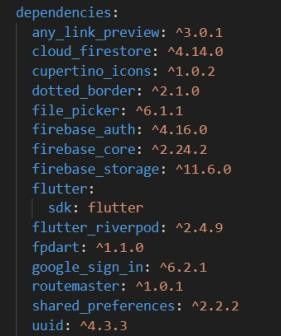 dependencies:
any_link_preview: ^3.0.1
cloud_firestore: ^4.14.0
cupertino_icons: ^1.0.2
dotted_border: ^2.1.0
file_picker: ^6.1.1
firebase_auth: ^4.16.0
firebase_core: ^2.24.2
firebase_storage: ^11.6.0
flutter:
sdk: flutter
flutter_riverpod: ^2.4.9
fpdart: ^1.1.0
google_sign_in: ^6.2.1
routemaster: ^1.0.1
shared_preferences: ^2.2.2
uuid: ^4.3.3